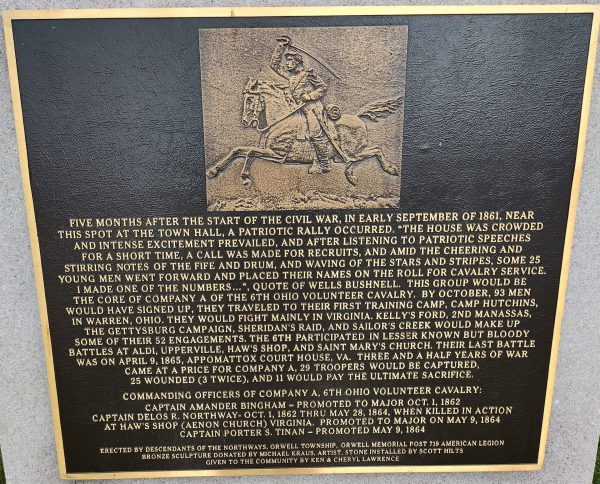 FIVE MONTHS AFTER THE START OF THE CIVIL WAR, IN EARLY SEPTEMBER OF 1861, NEAR
THIS SPOT AT THE TOWN HALL, A PATRIOTIC RALLY OCCURRED. "THE HOUSE WAS CROWDED
AND INTENSE EXCITEMENT PREVAILED, AND AFTER LISTENING TO PATRIOTIC SPEECHES
FOR A SHORT TIME, A CALL WAS MADE FOR RECRUITS, AND AMID THE CHEERING AND
STIRRING NOTES OF THE FIFE AND DRUM, AND WAVING OF THE STARS AND STRIPES, SOME 25
YOUNG MEN WENT FORWARD AND PLACED THEIR NAMES ON THE ROLL FOR CAVALRY SERVICE.
I MADE ONE OF THE NUMBERS...", QUOTE OF WELLS BUSHNELL. THIS GROUP WOULD BE
THE CORE OF COMPANY A OF THE 6TH OHIO VOLUNTEER CAVALRY. BY OCTOBER, 93 MEN
WOULD HAVE SIGNED UP, THEY TRAVELED TO THEIR FIRST TRAINING CAMP, CAMP HUTCHINS,
IN WARREN, OHIO. THEY WOULD FIGHT MAINLY IN VIRGINIA. KELLY'S FORD, 2ND MANASSAS,
THE GETTYSBURG CAMPAIGN, SHERIDAN'S RAID, AND SAILOR'S CREEK WOULD MAKE UP
SOME OF THEIR 52 ENGAGEMENTS. THE 6TH PARTICIPATED IN LESSER KNOWN BUT BLOODY
BATTLES AT ALDI, UPPERVILLE, HAW'S SHOP, AND SAINT MARY'S CHURCH. THEIR LAST BATTLE
WAS ON APRIL 9, 1865, APPOMATTOX COURT HOUSE, VA. THREE AND A HALF YEARS OF WAR
CAME AT A PRICE FOR COMPANY A, 29 TROOPERS WOULD BE CAPTURED,
25 WOUNDED (3 TWICE), AND 11 WOULD PAY THE ULTIMATE SACRIFICE.
COMMANDING OFFICERS OF COMPANY A, 6TH OHIO VOLUNTEER CAVALRY:
CAPTAIN AMANDER BINGHAM - PROMOTED TO MAJOR OCT. 1, 1862
CAPTAIN DELOS R. NORTHWAY- OCT. 1, 1862 THRU MAY 28, 1864, WHEN KILLED IN ACTION
AT HAW'S SHOP (AENON CHURCH) VIRGINIA. PROMOTED TO MAJOR ON MAY 9, 1864
CAPTAIN PORTER S. TINAN - PROMOTED MAY 9, 1864
ERECTED BY DESCENDANTS OF THE NORTHWAYS, ORWELL TOWNSHIP, ORWELL MEMORIAL POST 719 AMERICAN LEGION
BRONZE SCULPTURE DONATED BY MICHAEL KRAUS, ARTIST, STONE INSTALLED BY SCOTT HILTS
GIVEN TO THE COMMUNITY BY KEN & CHERYL LAWRENCE